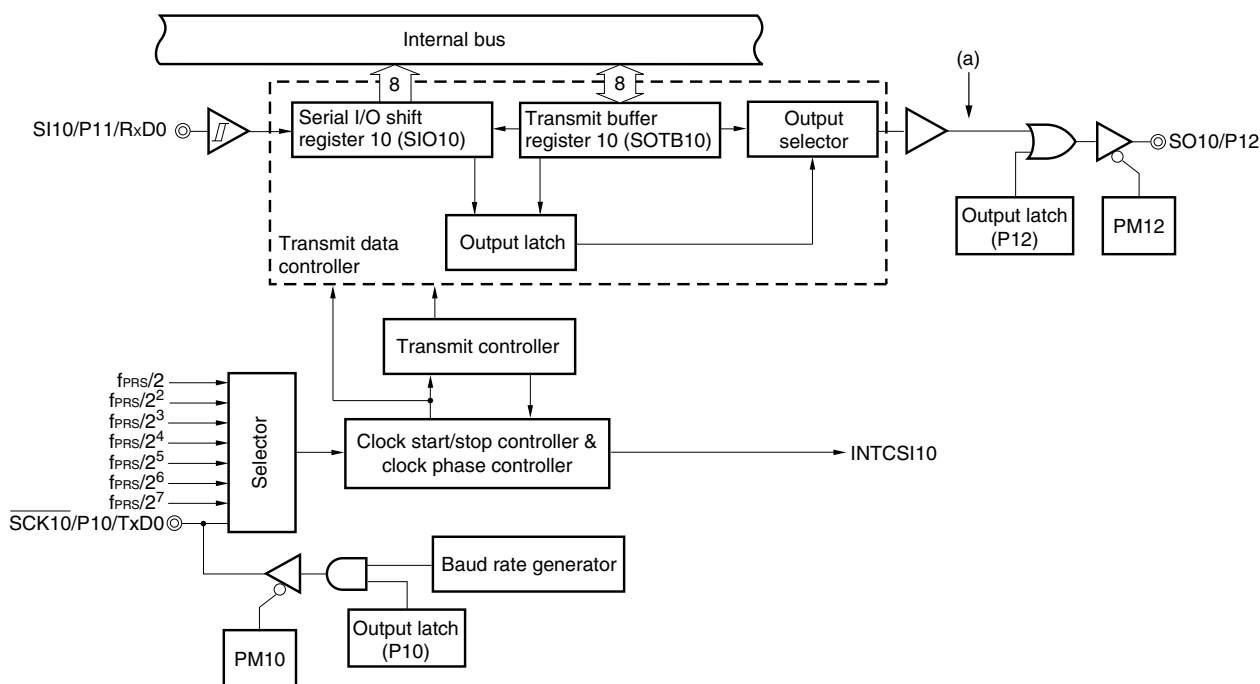 Internal bus
(a)
8
8
SI10/P11/RxD0
Serial I/O shift
register 10 (SIO10)
Transmit buffer
register 10 (SOTB10)
Output
selector
SO10/P12
Output latch
Output latch
(P12)
PM12
Transmit data
controller
Transmit controller
fPRS/2
fPRS/2²
fPRS/2³
fPRS/2⁴
fPRS/2⁵
fPRS/2⁶
fPRS/2⁷
Selector
Clock start/stop controller &
clock phase controller
INTCSI10
SCK10/P10/TxD0
Baud rate generator
Output latch
(P10)
PM10